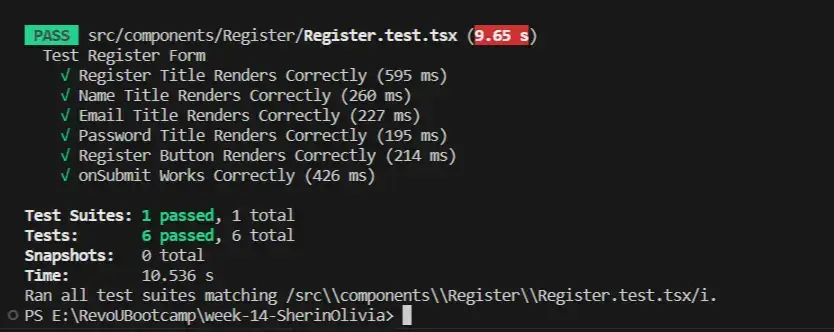 PASS src/components/Register/Register.test.tsx (9.65 s)
Test Register Form
√ Register Title Renders Correctly (595 ms)
√ Name Title Renders Correctly (260 ms)
√ Email Title Renders Correctly (227 ms)
√ Password Title Renders Correctly (195 ms)
√ Register Button Renders Correctly (214 ms)
√ onSubmit Works Correctly (426 ms)
Test Suites: 1 passed, 1 total
Tests: 6 passed, 6 total
Snapshots: 0 total
Time: 10.536 s
Ran all test suites matching /src\\components\\Register\\Register.test.tsx/i.
PS E:\RevoUBootcamp\week-14-SherinOlivia>